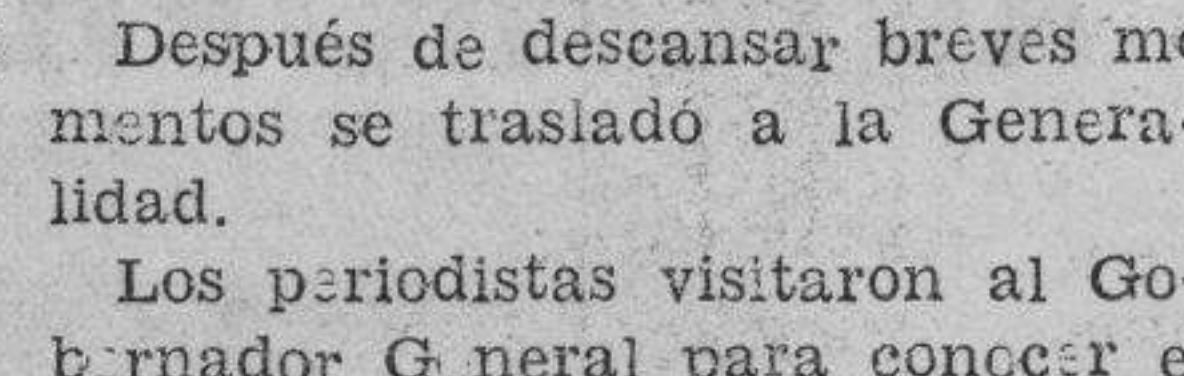 Después de descansar breves mo
mentos se trasladó a la Genera-
lidad.
Los periodistas visitaron al Go-
bernador General para conocer e